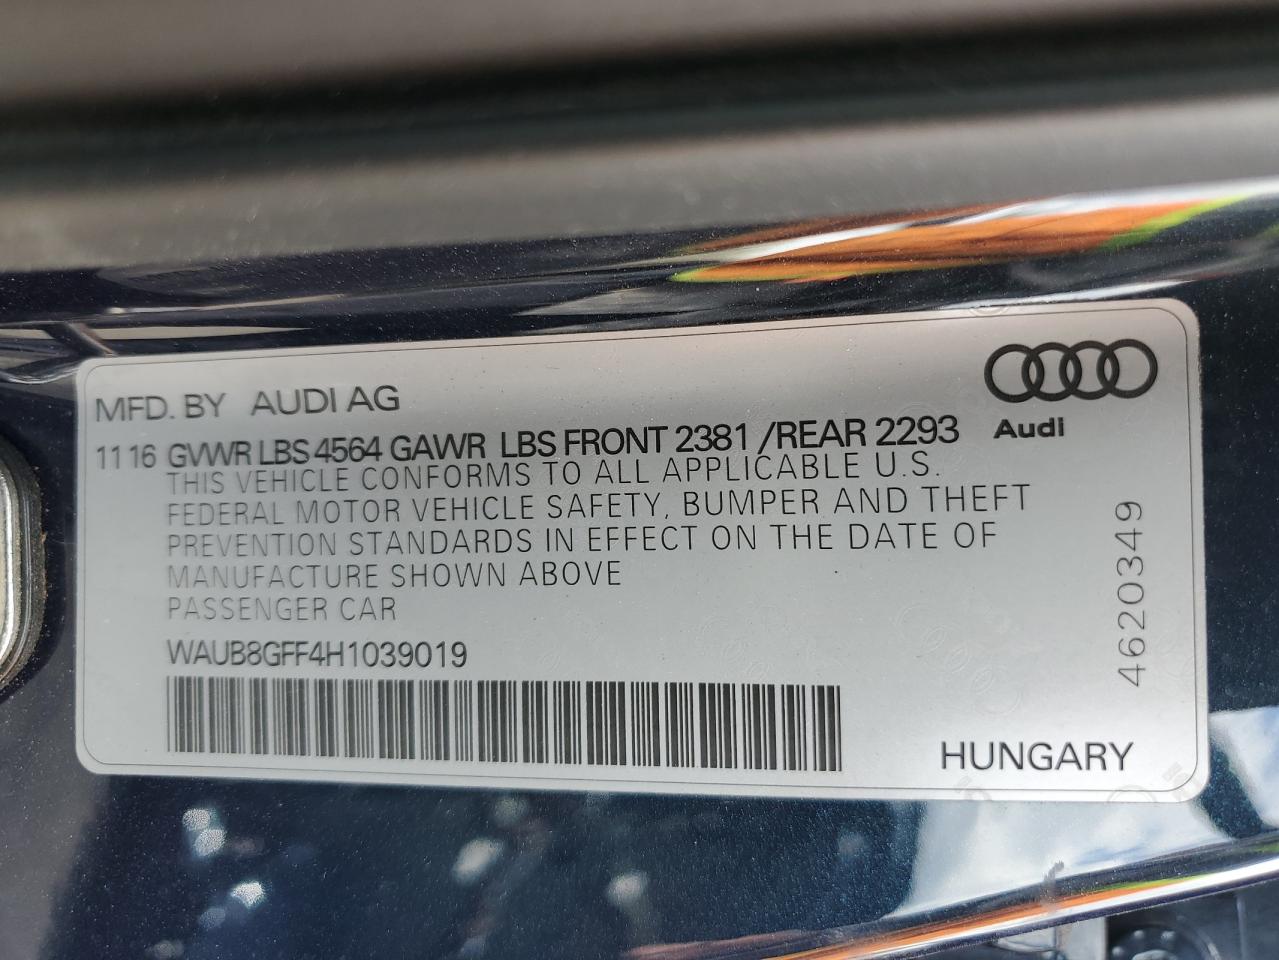 MFD. BY AUDI AG
Audi
11 16 GVWR LBS 4564 GAWR LBS FRONT 2381 /REAR 2293
THIS VEHICLE CONFORMS TO ALL APPLICABLE U.S.
FEDERAL MOTOR VEHICLE SAFETY, BUMPER AND THEFT
PREVENTION STANDARDS IN EFFECT ON THE DATE OF
MANUFACTURE SHOWN ABOVE
PASSENGER CAR
WAUB8GFF4H1039019
4620349
HUNGARY